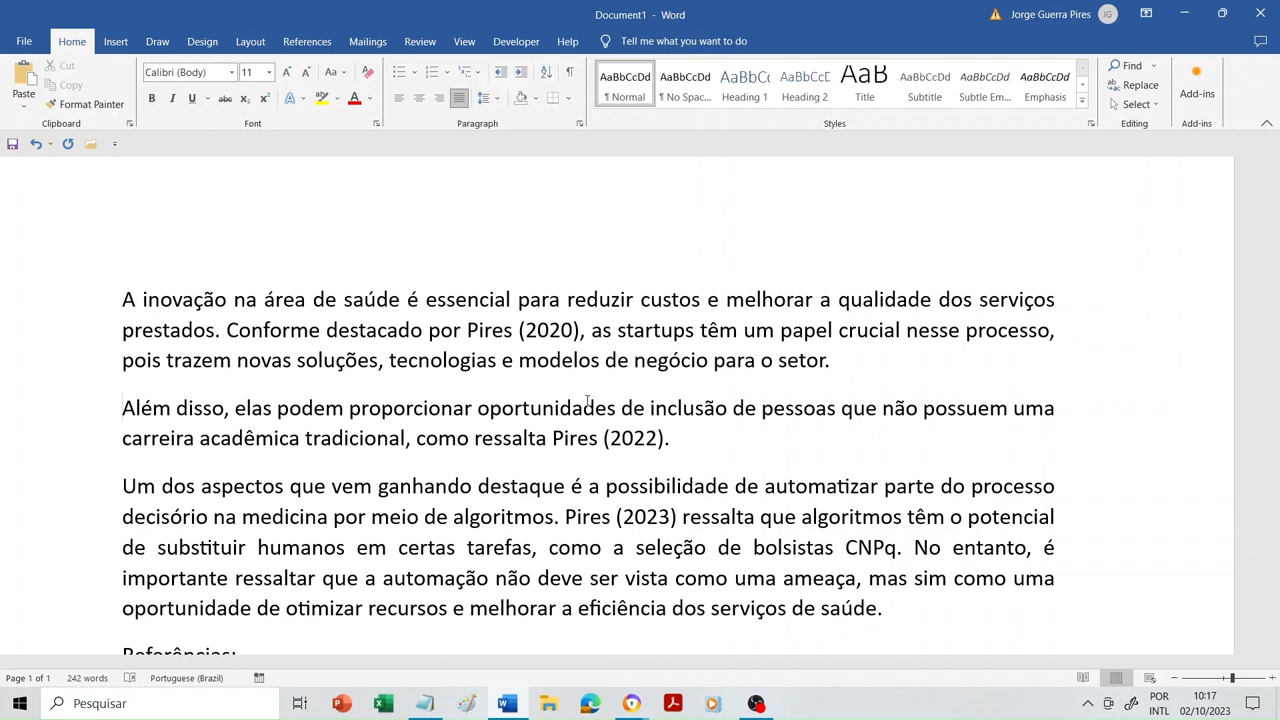 Document1 - Word
Jorge Guerra Pires
JG
File Home Insert Draw Design Layout References Mailings Review View Developer Help Tell me what you want to do
Cut
Copy
Paste
Format Painter
Clipboard
Calibri (Body) 11
Font
Paragraph
AaBbCcDd AaBbCcDd AaBbCc AaBbCcD AaB AaBbCcDd AaBbCcDd AaBbCcDd
¶ Normal ¶ No Spac... Heading 1 Heading 2 Title Subtitle Subtle Em... Emphasis
Styles
Find
Replace
Select
Editing
Add-ins
Add-ins
A inovação na área de saúde é essencial para reduzir custos e melhorar a qualidade dos serviços
prestados. Conforme destacado por Pires (2020), as startups têm um papel crucial nesse processo,
pois trazem novas soluções, tecnologias e modelos de negócio para o setor.
Além disso, elas podem proporcionar oportunidades de inclusão de pessoas que não possuem uma
carreira acadêmica tradicional, como ressalta Pires (2022).
Um dos aspectos que vem ganhando destaque é a possibilidade de automatizar parte do processo
decisório na medicina por meio de algoritmos. Pires (2023) ressalta que algoritmos têm o potencial
de substituir humanos em certas tarefas, como a seleção de bolsistas CNPq. No entanto, é
importante ressaltar que a automação não deve ser vista como uma ameaça, mas sim como uma
oportunidade de otimizar recursos e melhorar a eficiência dos serviços de saúde.
Referências:
Page 1 of 1 242 words Portuguese (Brazil)
Pesquisar
POR
INTL
10:17
02/10/2023